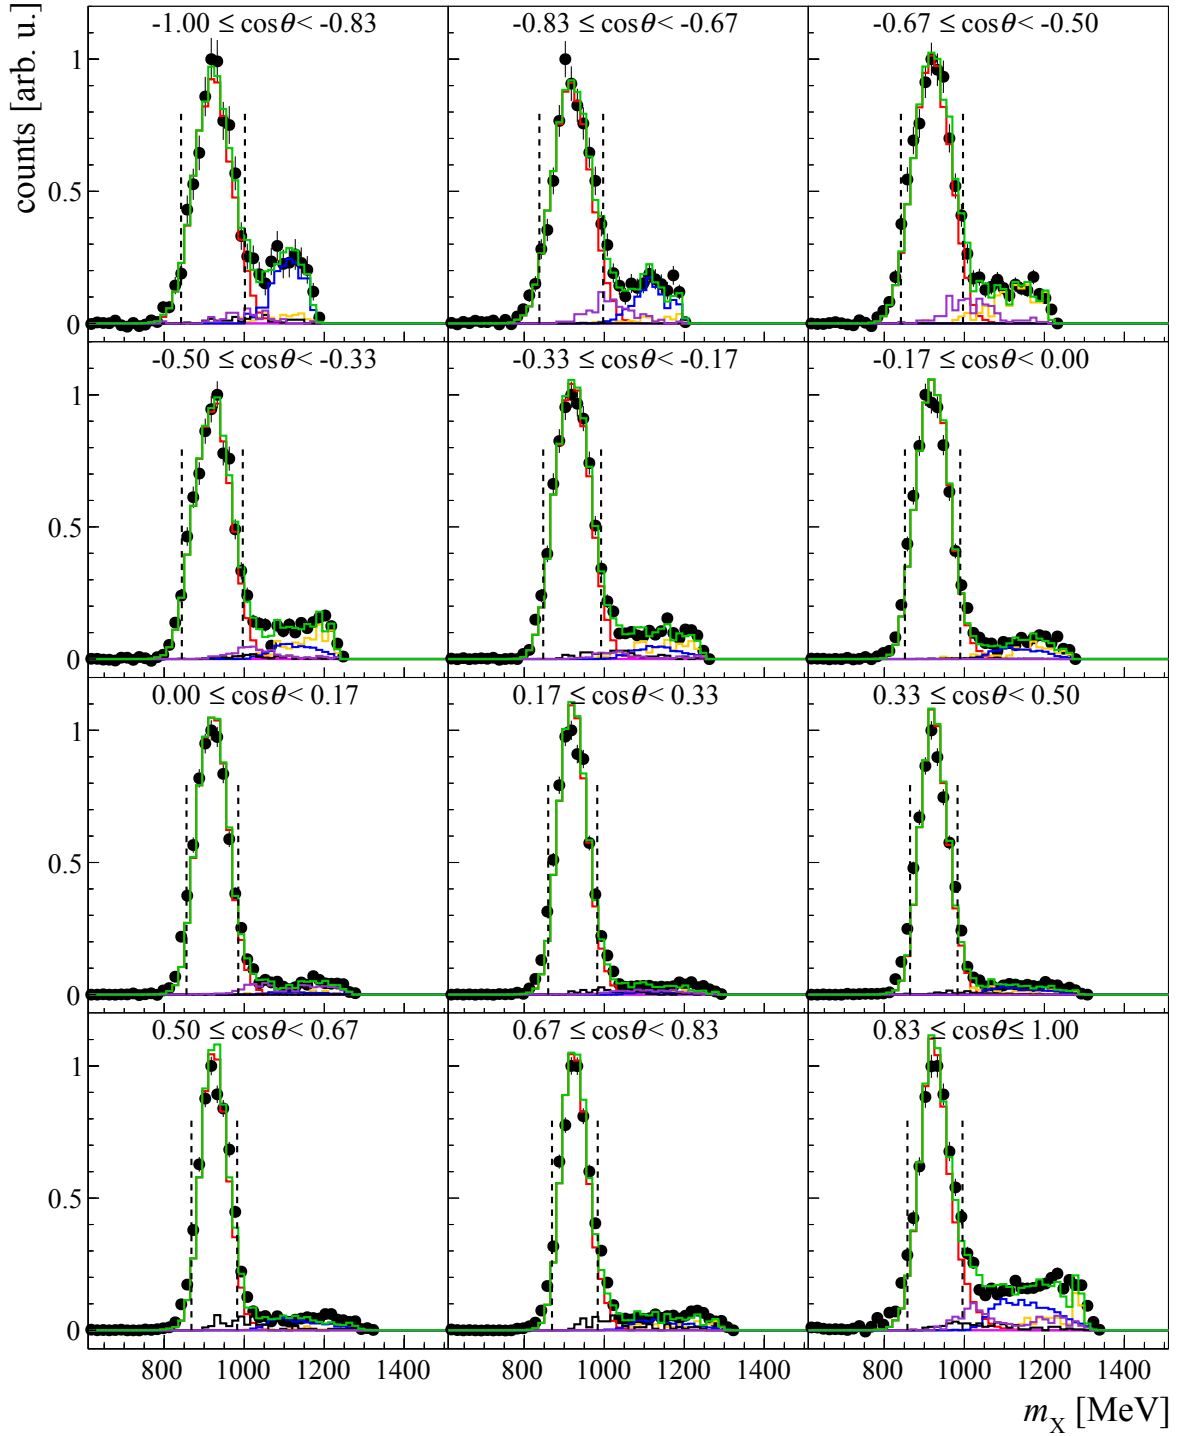 counts [arb. u.]
-1.00 ≤ cosθ < -0.83
-0.83 ≤ cosθ < -0.67
-0.67 ≤ cosθ < -0.50
1
0.5
0
-0.50 ≤ cosθ < -0.33
-0.33 ≤ cosθ < -0.17
-0.17 ≤ cosθ < 0.00
1
0.5
0
0.00 ≤ cosθ < 0.17
0.17 ≤ cosθ < 0.33
0.33 ≤ cosθ < 0.50
1
0.5
0
0.50 ≤ cosθ < 0.67
0.67 ≤ cosθ < 0.83
0.83 ≤ cosθ ≤ 1.00
1
0.5
0
800 1000 1200 1400 800 1000 1200 1400 800 1000 1200 1400
m_X [MeV]